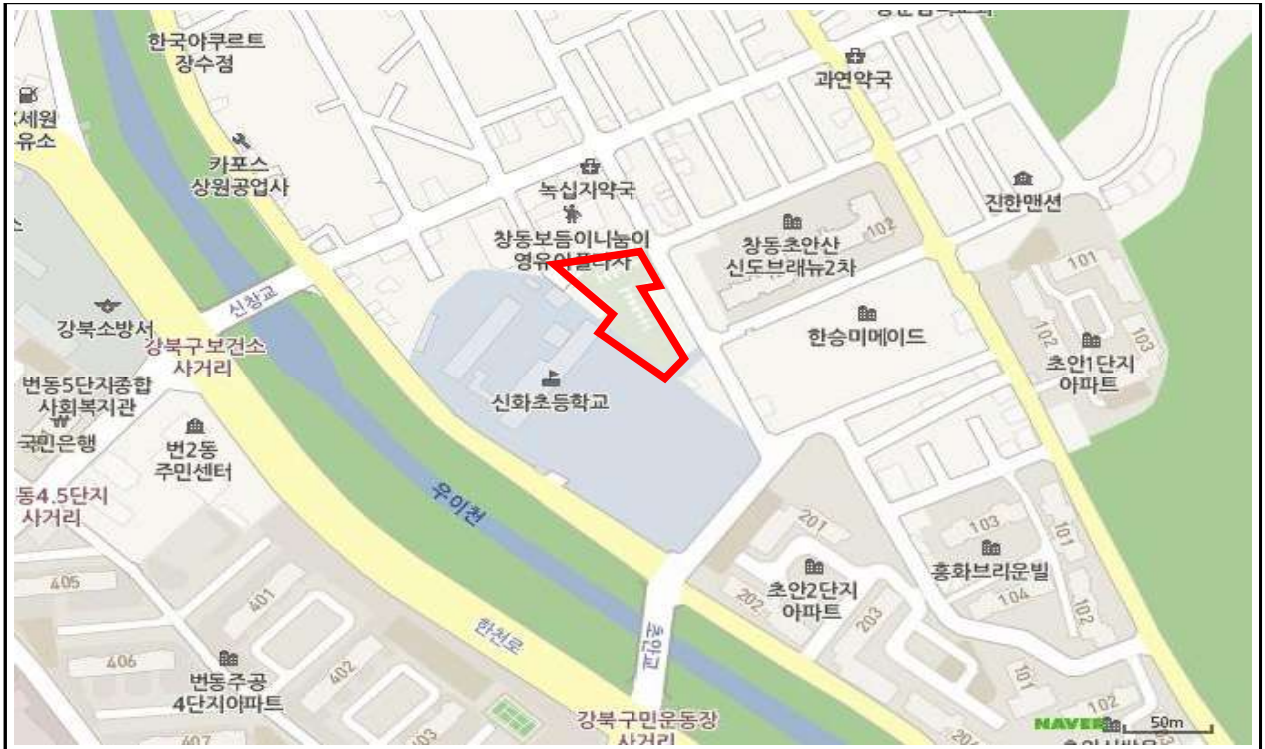 한국야쿠르트
장수점
과연약국
세원
유소
카포스
상원공업사
녹십자약국
진한맨션
창동보듬이나눔이
창동초안산
신도브래뉴2차
102
101
신창교
강북소방서
강북구보건소
사거리
한승미메이드
102
103
초안1단지
아파트
번동5단지종합
사회복지관
신화초등학교
국민은행
번2동
주민센터
동4.5단지
사거리
우이천
201
103
101
홍화브리운빌
405
401
202
초안2단지
아파트
203
104
102
한천로
초안교
406
402
번동주공
4단지아파트
101
102
403
강북구민운동장
사거리
NAVER
50m
407
204